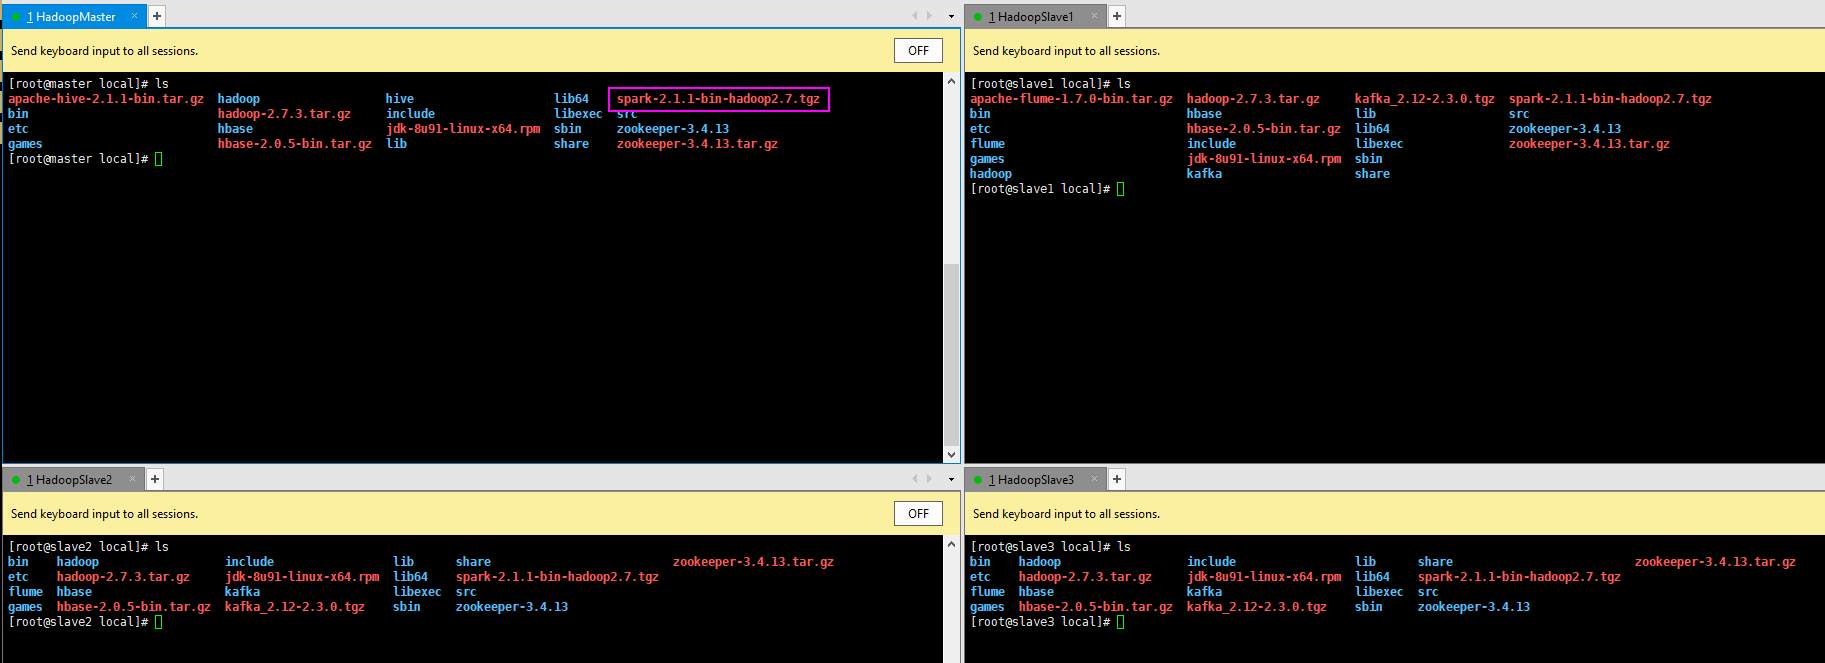 1 HadoopMaster × +
Send keyboard input to all sessions. OFF
[root@master local]# ls
apache-hive-2.1.1-bin.tar.gz hadoop hive lib64 spark-2.1.1-bin-hadoop2.7.tgz
bin hadoop-2.7.3.tar.gz include libexec src
etc hbase jdk-8u91-linux-x64.rpm sbin zookeeper-3.4.13
games hbase-2.0.5-bin.tar.gz lib share zookeeper-3.4.13.tar.gz
[root@master local]#
1 HadoopSlave1 × +
Send keyboard input to all sessions.
[root@slave1 local]# ls
apache-flume-1.7.0-bin.tar.gz hadoop-2.7.3.tar.gz kafka_2.12-2.3.0.tgz spark-2.1.1-bin-hadoop2.7.tgz
bin hbase lib src
etc hbase-2.0.5-bin.tar.gz lib64 zookeeper-3.4.13
flume include libexec zookeeper-3.4.13.tar.gz
games jdk-8u91-linux-x64.rpm sbin
hadoop kafka share
[root@slave1 local]#
1 HadoopSlave2 × +
Send keyboard input to all sessions. OFF
[root@slave2 local]# ls
bin hadoop include lib share zookeeper-3.4.13.tar.gz
etc hadoop-2.7.3.tar.gz jdk-8u91-linux-x64.rpm lib64 spark-2.1.1-bin-hadoop2.7.tgz
flume hbase kafka libexec src
games hbase-2.0.5-bin.tar.gz kafka_2.12-2.3.0.tgz sbin zookeeper-3.4.13
[root@slave2 local]#
1 HadoopSlave3 × +
Send keyboard input to all sessions.
[root@slave3 local]# ls
bin hadoop include lib share zookeeper-3.4.13.tar.gz
etc hadoop-2.7.3.tar.gz jdk-8u91-linux-x64.rpm lib64 spark-2.1.1-bin-hadoop2.7.tgz
flume hbase kafka libexec src
games hbase-2.0.5-bin.tar.gz kafka_2.12-2.3.0.tgz sbin zookeeper-3.4.13
[root@slave3 local]#